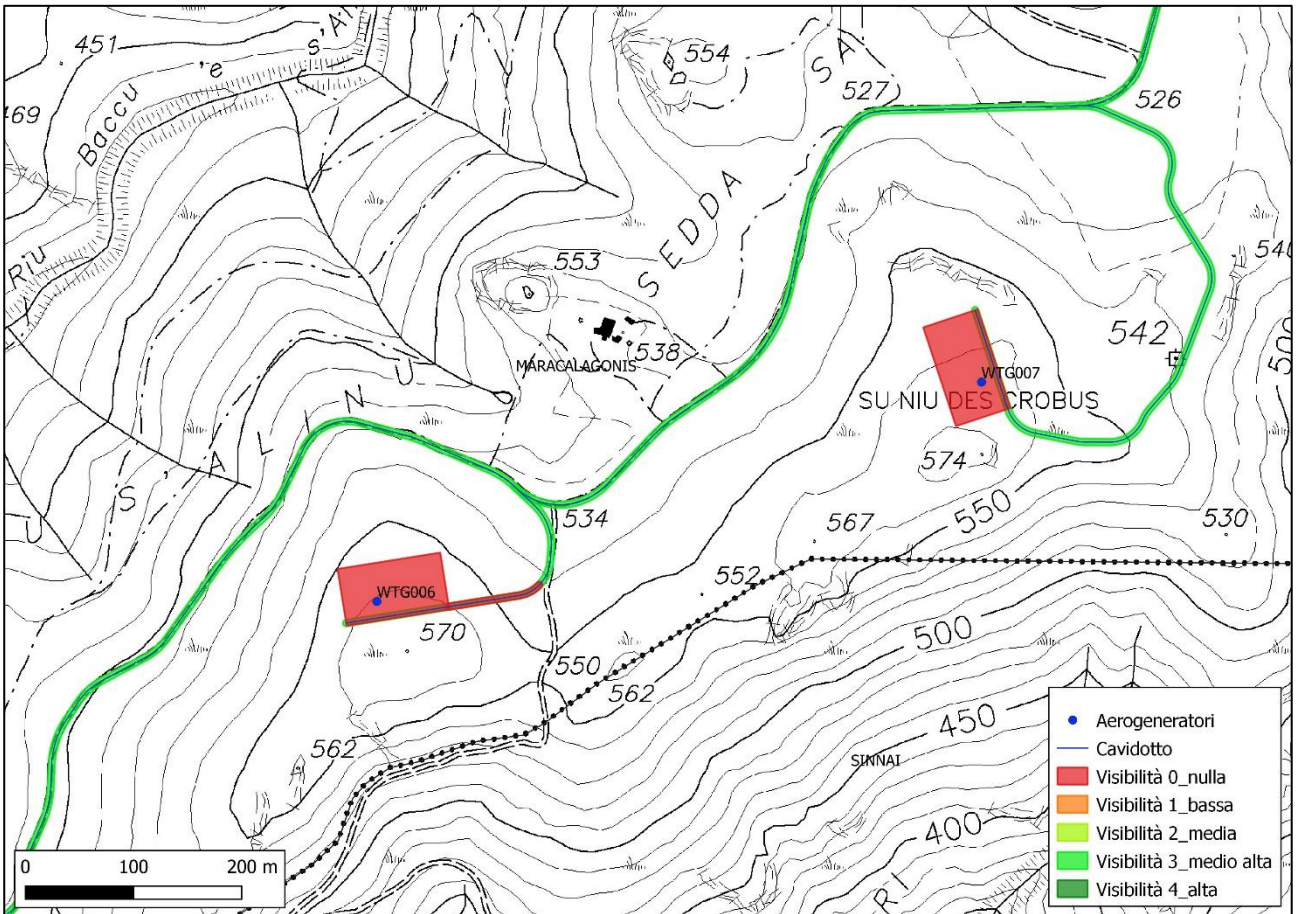 451
'e
s'A
Baccu
469
Riu
554
SA
527
526
SEDDA
553
538
MARACALAGONIS
S'ALINU
U
542
540
500
WTG007
SU NIU DES CROBUS
574
550
567
530
534
552
WTG006
570
550
562
500
562
450
SINNAI
400
RI
Aerogeneratori
Cavidotto
Visibilità 0_nulla
Visibilità 1_bassa
Visibilità 2_media
Visibilità 3_medio alta
Visibilità 4_alta
0 100 200 m